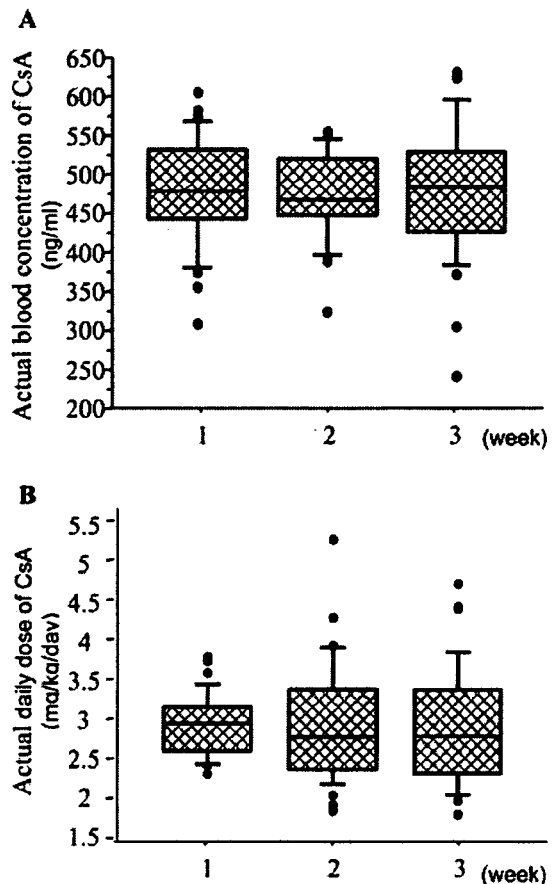 A
Actual blood concentration of CsA
(ng/ml)
650
600
550
500
450
400
350
300
250
200
1 2 3 (week)
B
Actual daily dose of CsA
(mg/kg/day)
5.5
5
4.5
4
3.5
3
2.5
2
1.5
1 2 3 (week)